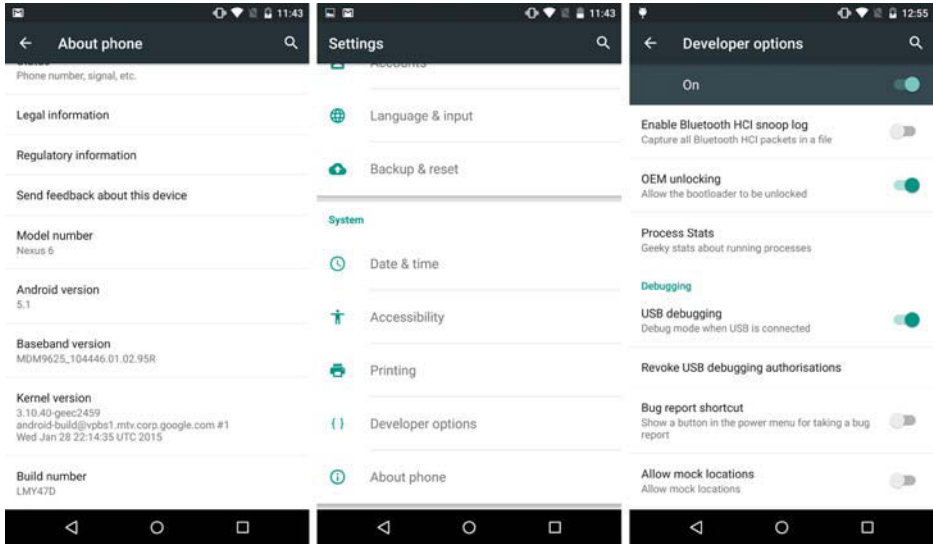 11:43
About phone
Status
Phone number, signal, etc.
Legal information
Regulatory information
Send feedback about this device
Model number
Nexus 6
Android version
5.1
Baseband version
MDM9625_104446.01.02.95R
Kernel version
3.10.40-geec2459
android-build@vpbs1.mtv.corp.google.com #1
Wed Jan 28 22:14:35 UTC 2015
Build number
LMY47D
11:43
Settings
Accounts
Language & input
Backup & reset
System
Date & time
Accessibility
Printing
{ } Developer options
About phone
12:55
Developer options
On
Enable Bluetooth HCI snoop log
Capture all Bluetooth HCI packets in a file
OEM unlocking
Allow the bootloader to be unlocked
Process Stats
Geeky stats about running processes
Debugging
USB debugging
Debug mode when USB is connected
Revoke USB debugging authorisations
Bug report shortcut
Show a button in the power menu for taking a bug
report
Allow mock locations
Allow mock locations